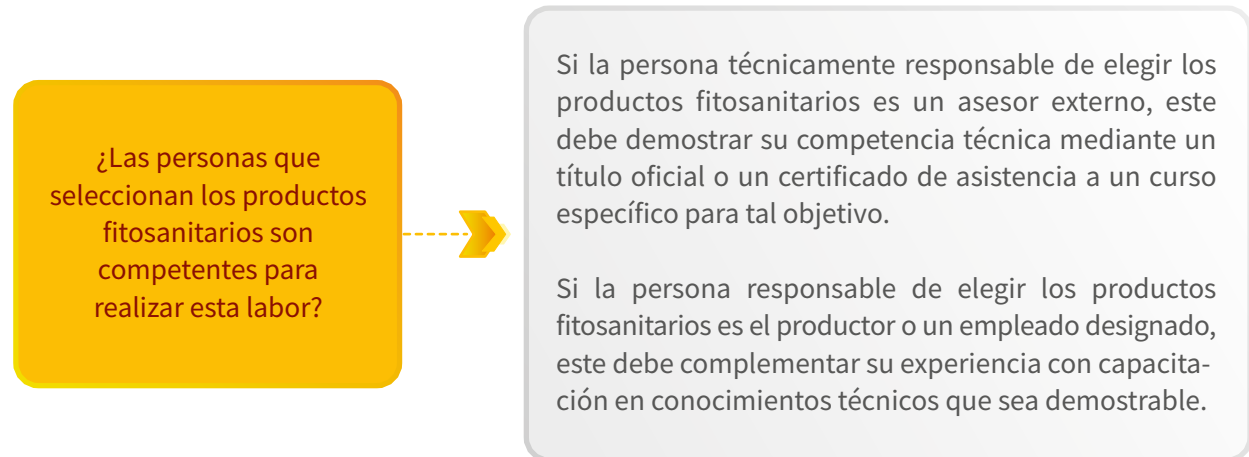 ¿Las personas que
seleccionan los productos
fitosanitarios son
competentes para
realizar esta labor?
Si la persona técnicamente responsable de elegir los
productos fitosanitarios es un asesor externo, este
debe demostrar su competencia técnica mediante un
título oficial o un certificado de asistencia a un curso
específico para tal objetivo.
Si la persona responsable de elegir los productos
fitosanitarios es el productor o un empleado designado,
este debe complementar su experiencia con capacita-
ción en conocimientos técnicos que sea demostrable.